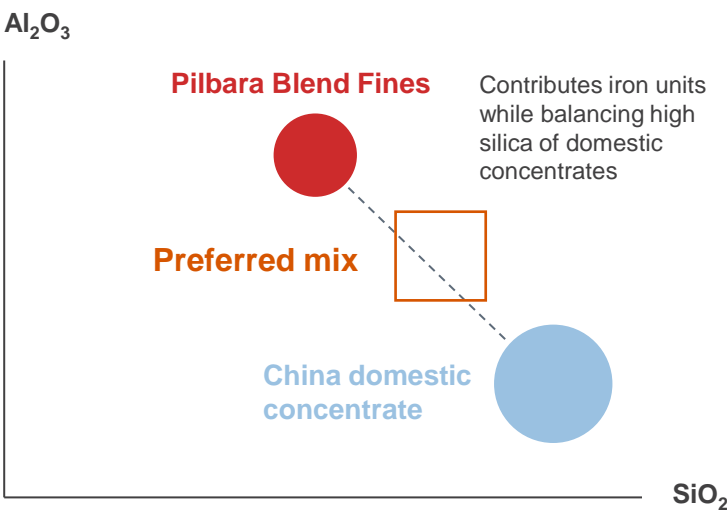 Al₂O₃
Pilbara Blend Fines
Contributes iron units
while balancing high
silica of domestic
concentrates
Preferred mix
China domestic
concentrate
SiO₂